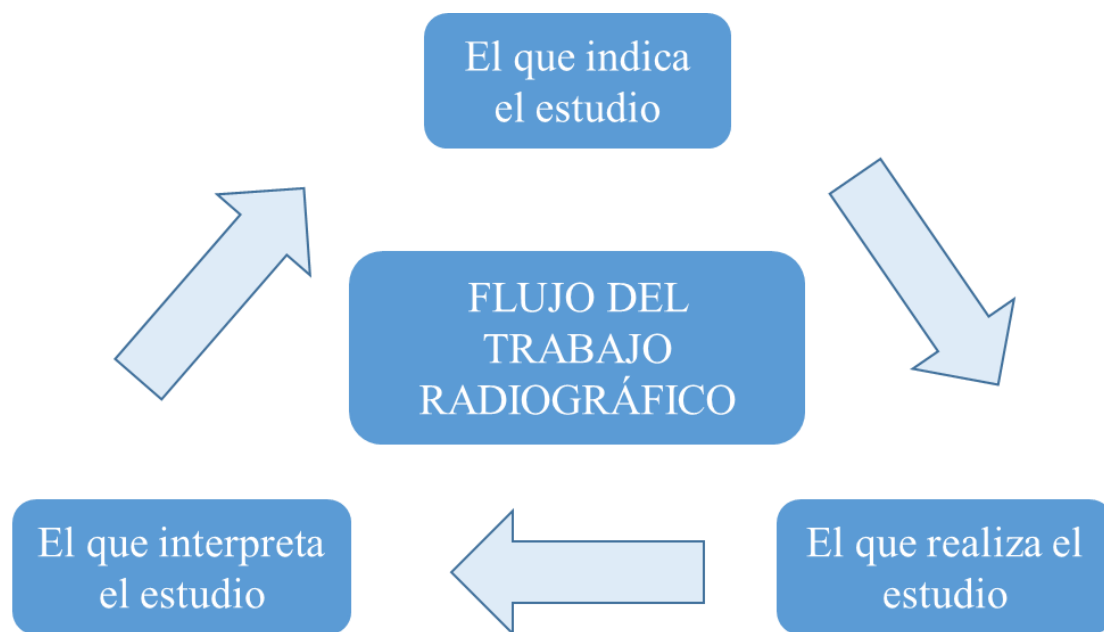 El que indica
el estudio
FLUJO DEL
TRABAJO
RADIOGRÁFICO
El que interpreta
el estudio
El que realiza el
estudio